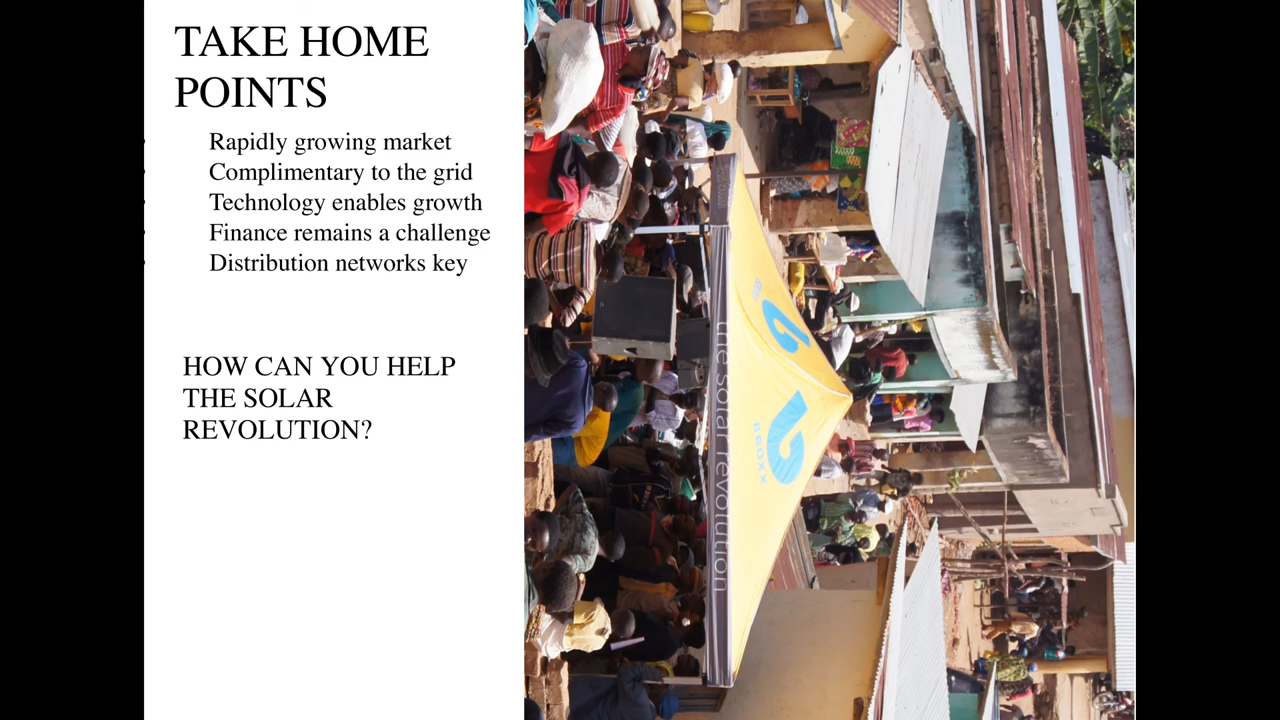 TAKE HOME
POINTS
Rapidly growing market
Complimentary to the grid
Technology enables growth
Finance remains a challenge
Distribution networks key
HOW CAN YOU HELP
THE SOLAR
REVOLUTION?
the solar revolution
BBOXX